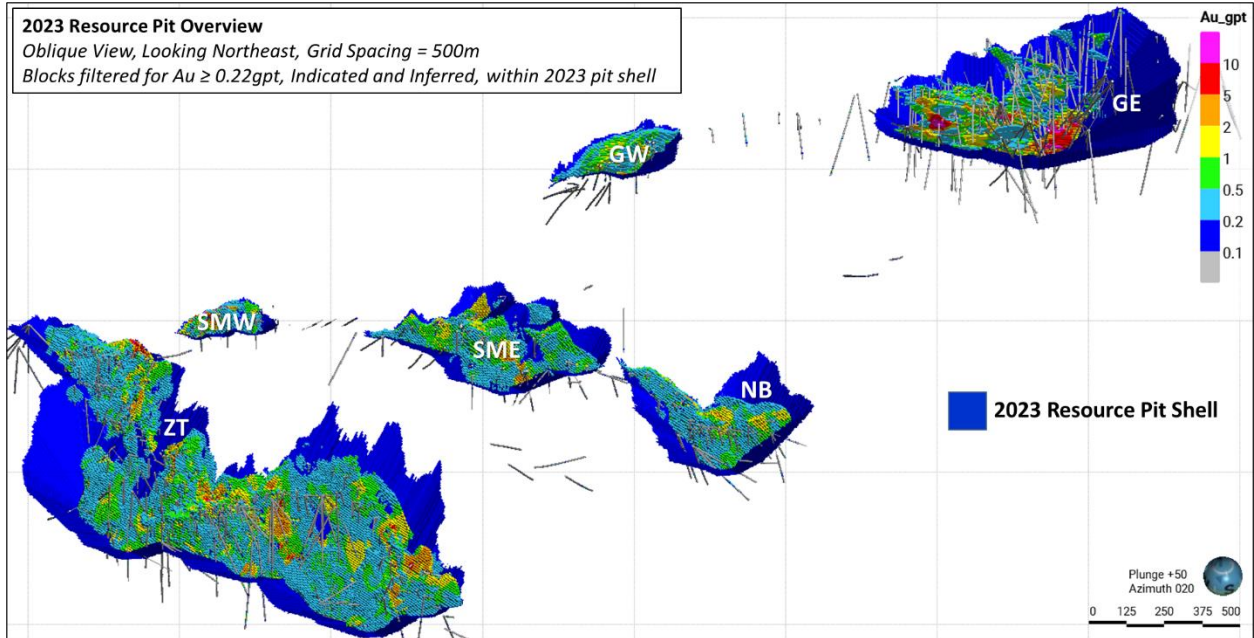 2023 Resource Pit Overview
Oblique View, Looking Northeast, Grid Spacing = 500m
Blocks filtered for Au ≥ 0.22gpt, Indicated and Inferred, within 2023 pit shell
Au_gpt
10
5
2
1
0.5
0.2
0.1
GE
GW
SMW
SME
NB
ZT
2023 Resource Pit Shell
Plunge +50
Azimuth 020
S
0 125 250 375 500